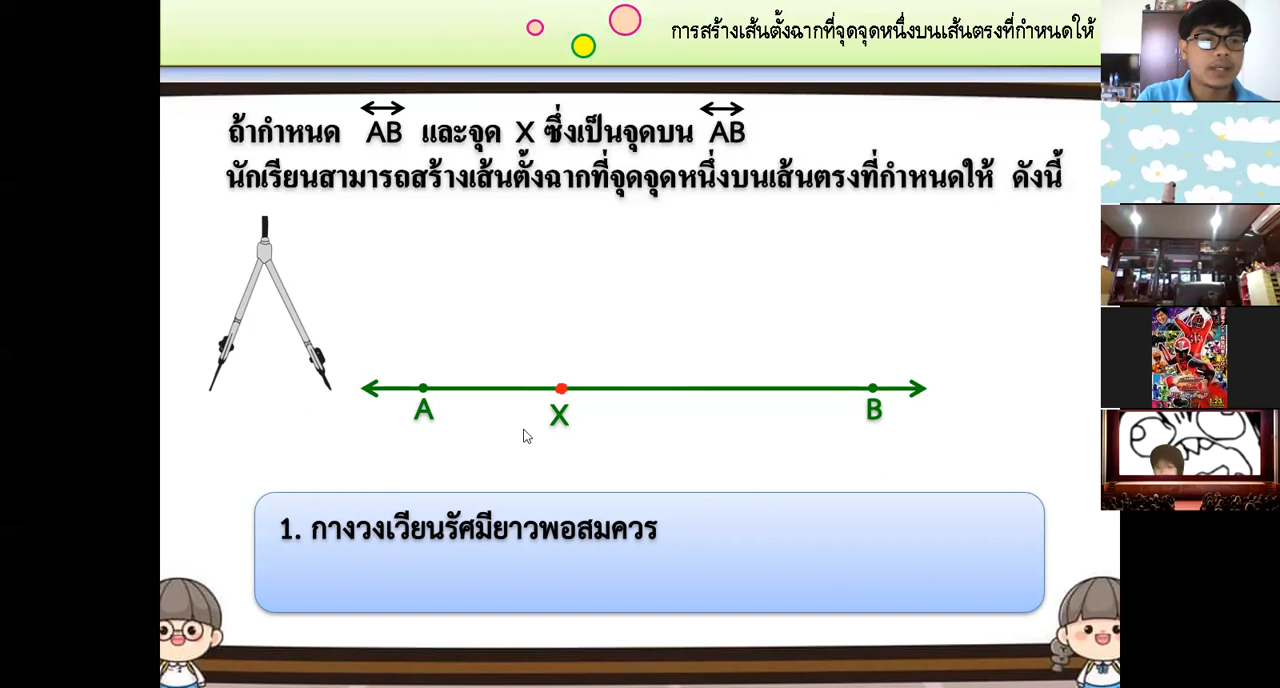 การสร้างเส้นตั้งฉากที่จุดจุดหนึ่งบนเส้นตรงที่กำหนดให้
ถ้ากำหนด AB และจุด X ซึ่งเป็นจุดบน AB
นักเรียนสามารถสร้างเส้นตั้งฉากที่จุดจุดหนึ่งบนเส้นตรงที่กำหนดให้ ดังนี้
A X B
1. กางวงเวียนรัศมียาวพอสมควร
1.23